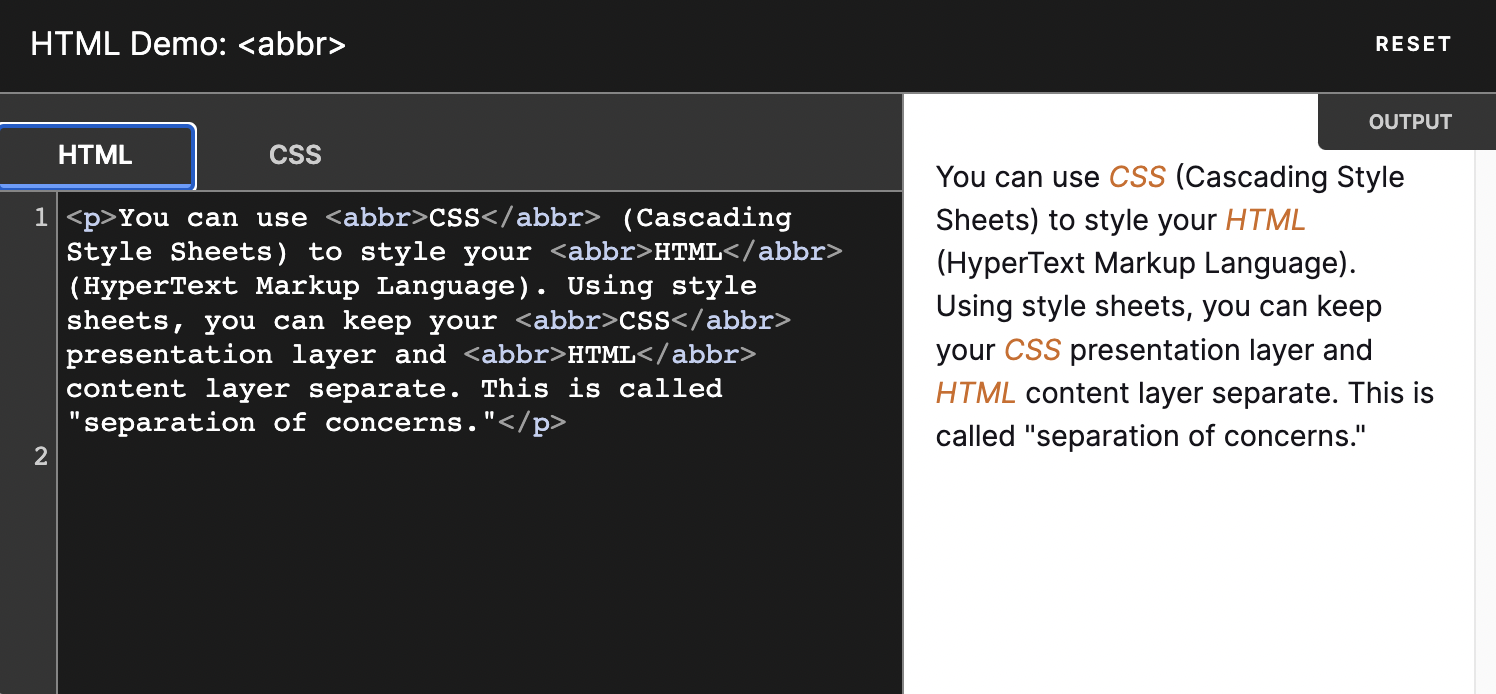 HTML Demo: <abbr>
RESET
HTML
CSS
1 <p>You can use <abbr>CSS</abbr> (Cascading
Style Sheets) to style your <abbr>HTML</abbr>
(HyperText Markup Language). Using style
sheets, you can keep your <abbr>CSS</abbr>
presentation layer and <abbr>HTML</abbr>
content layer separate. This is called
"separation of concerns."</p>
2
OUTPUT
You can use CSS (Cascading Style
Sheets) to style your HTML
(HyperText Markup Language).
Using style sheets, you can keep
your CSS presentation layer and
HTML content layer separate. This is
called "separation of concerns."